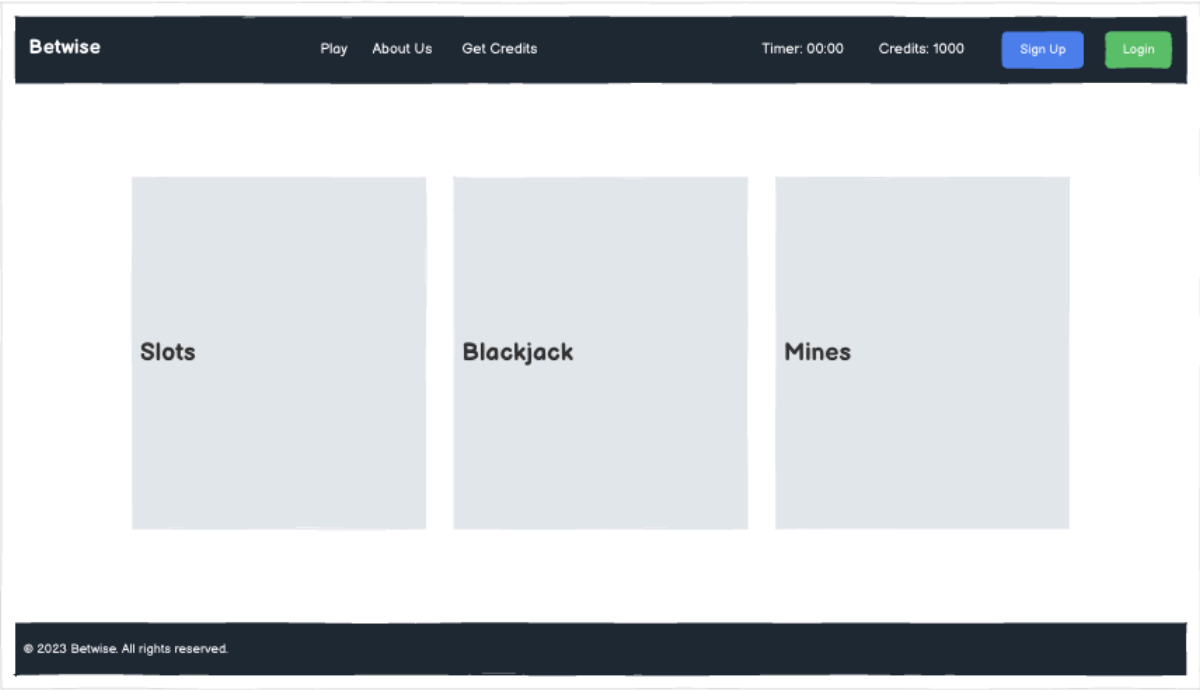 Betwise Play About Us Get Credits Timer: 00:00 Credits: 1000 Sign Up Login
Slots Blackjack Mines
© 2023 Betwise. All rights reserved.